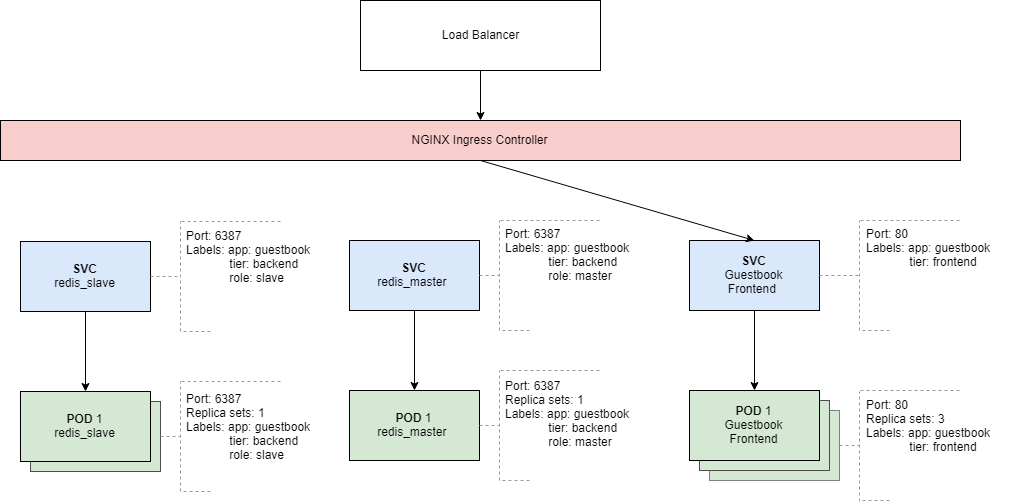 Load Balancer
NGINX Ingress Controller
SVC
redis_slave
Port: 6387
Labels: app: guestbook
tier: backend
role: slave
SVC
redis_master
Port: 6387
Labels: app: guestbook
tier: backend
role: master
SVC
Guestbook
Frontend
Port: 80
Labels: app: guestbook
tier: frontend
POD 1
redis_slave
Port: 6387
Replica sets: 1
Labels: app: guestbook
tier: backend
role: slave
POD 1
redis_master
Port: 6387
Replica sets: 1
Labels: app: guestbook
tier: backend
role: master
POD 1
Guestbook
Frontend
Port: 80
Replica sets: 3
Labels: app: guestbook
tier: frontend